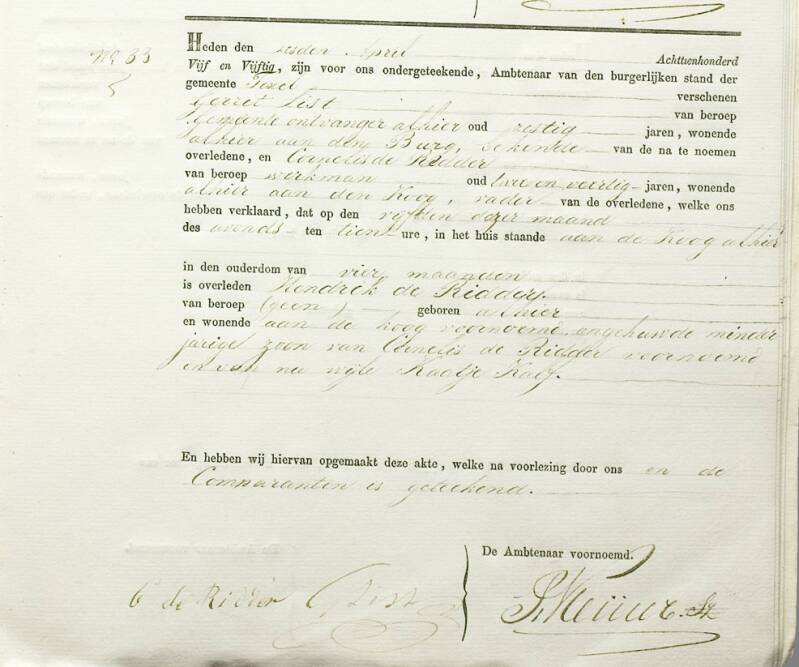 No 33
Heden den zesden April Achttienhonderd
Vijf en Vijftig, zijn voor ons ondergeteekende, Ambtenaar van den burgerlijken stand der
gemeente Texel verschenen
Gerret List van beroep
Gemeente ontvanger alhier oud zestig jaren, wonende
alhier aan den Burg, bekende van de na te noemen
overledene, en Cornelis de Ridder
van beroep werkman oud twee en veertig jaren, wonende
alhier aan den Koog, vader van de overledene, welke ons
hebben verklaard, dat op den vijfden dezer maand
des avonds ten tien ure, in het huis staande aan de Koog alhier
in den ouderdom van vier maanden
is overleden Hendrik de Ridder
van beroep (geen) geboren alhier
en wonende aan de Koog voornoemd ongehuwde minder
jarige zoon van Cornelis de Ridder voornoemd
en van nu wijle Kaatje Kalf.
En hebben wij hiervan opgemaakt deze akte, welke na voorlezing door ons en de
Comparanten is geteekend.
De Ambtenaar voornoemd.
C de Ridder G List